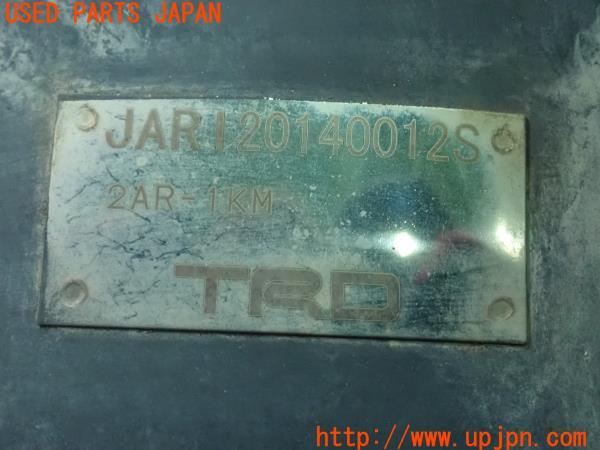 USED PARTS JAPAN
JARI20140012S
2AR-1KM
TRD
http://www.upjpn.com/